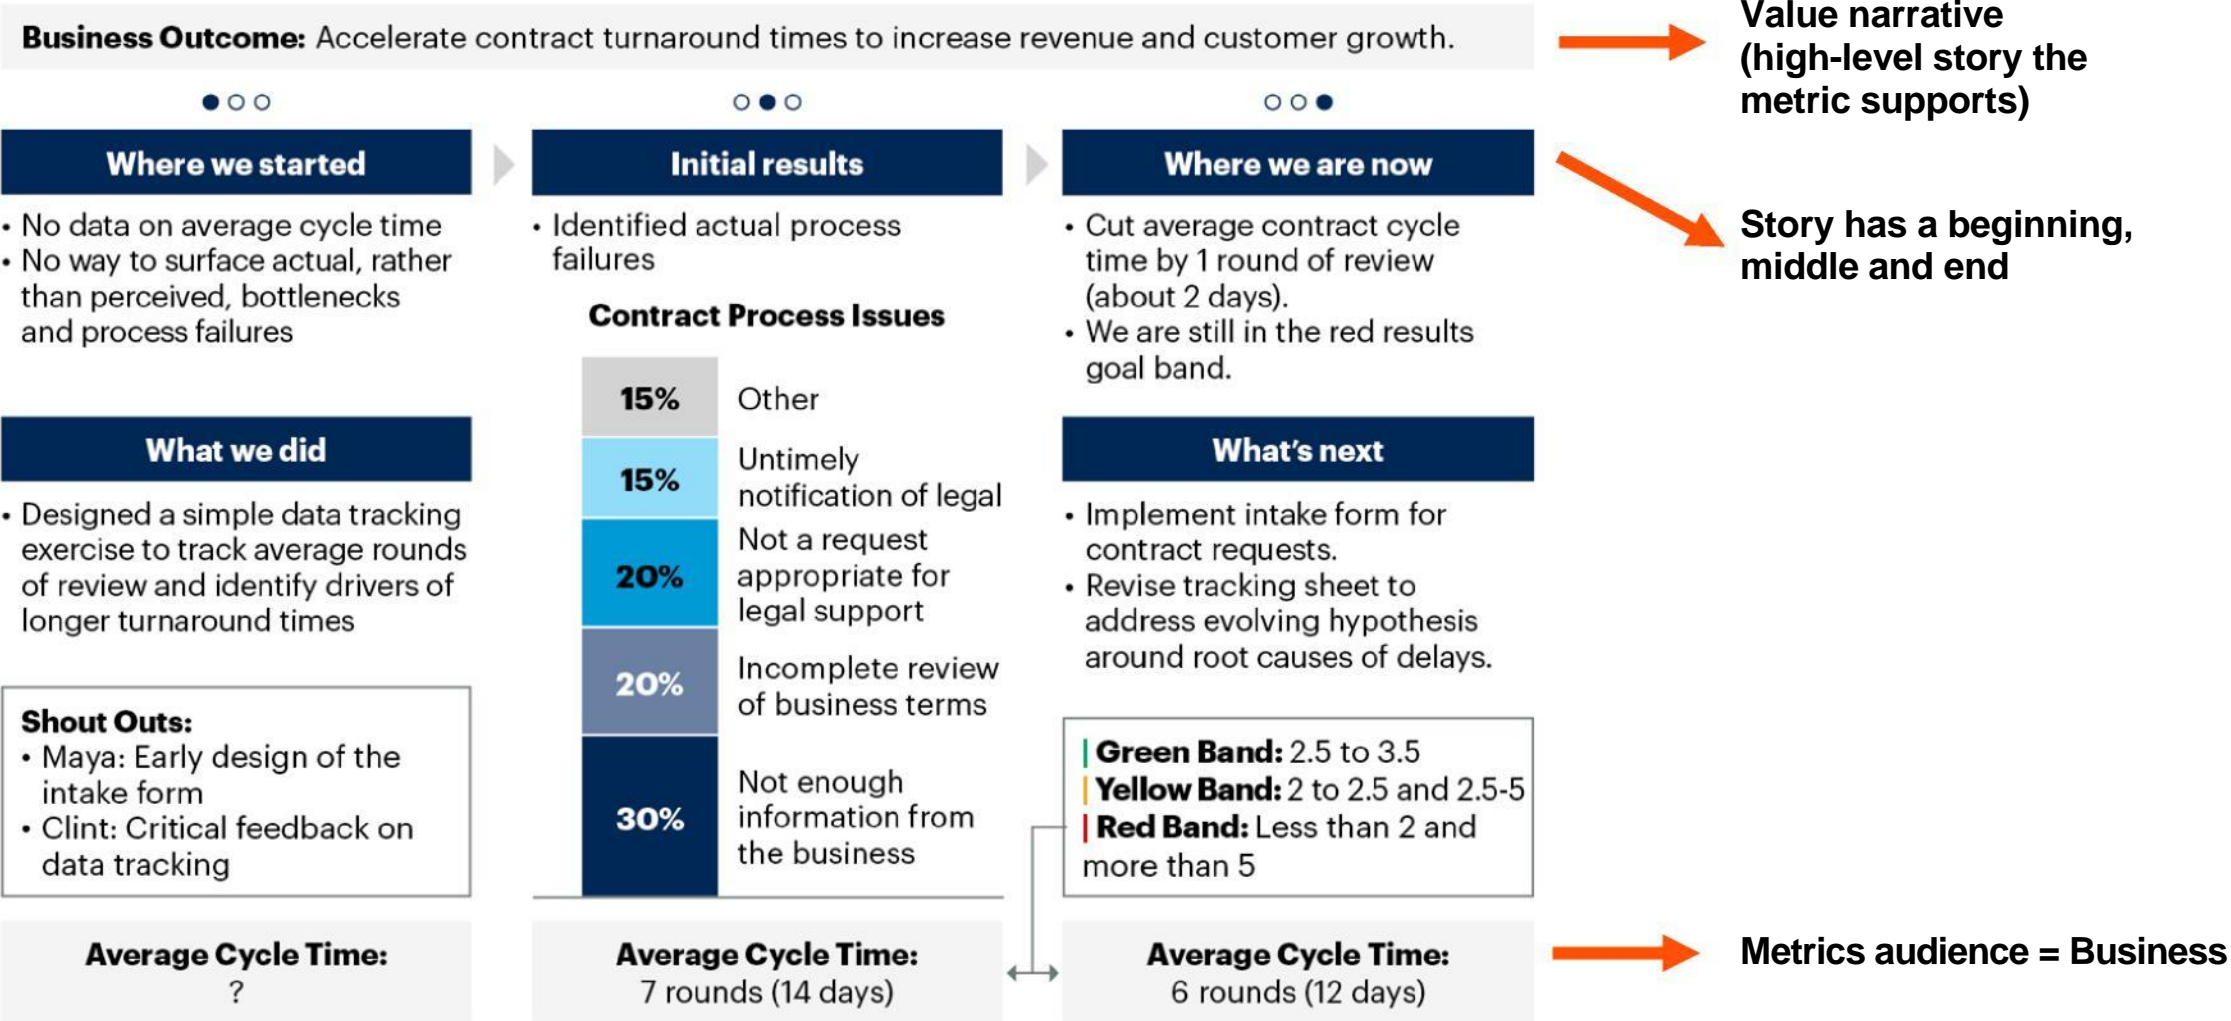 Business Outcome: Accelerate contract turnaround times to increase revenue and customer growth.
Value narrative
(high-level story the
metric supports)
Where we started
• No data on average cycle time
• No way to surface actual, rather
than perceived, bottlenecks
and process failures
What we did
• Designed a simple data tracking
exercise to track average rounds
of review and identify drivers of
longer turnaround times
Shout Outs:
• Maya: Early design of the
intake form
• Clint: Critical feedback on
data tracking
Average Cycle Time:
?
Initial results
• Identified actual process
failures
Contract Process Issues
15%
Other
15%
Untimely
notification of legal
20%
Not a request
appropriate for
legal support
20%
Incomplete review
of business terms
30%
Not enough
information from
the business
Average Cycle Time:
7 rounds (14 days)
Where we are now
• Cut average contract cycle
time by 1 round of review
(about 2 days).
• We are still in the red results
goal band.
What's next
• Implement intake form for
contract requests.
• Revise tracking sheet to
address evolving hypothesis
around root causes of delays.
Green Band: 2.5 to 3.5
Yellow Band: 2 to 2.5 and 2.5-5
Red Band: Less than 2 and
more than 5
Average Cycle Time:
6 rounds (12 days)
Story has a beginning,
middle and end
Metrics audience = Business